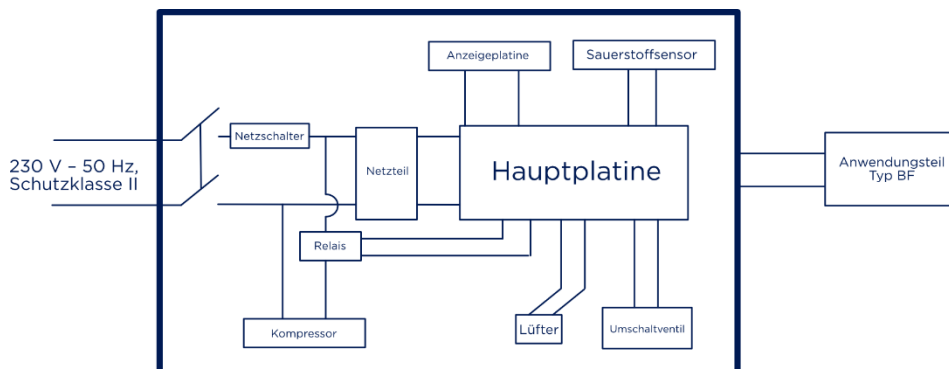 Anzeigeplatine
Sauerstoffsensor
Netzschalter
230 V – 50 Hz,
Schutzklasse II
Netzteil
Hauptplatine
Anwendungsteil
Typ BF
Relais
Kompressor
Lüfter
Umschaltventil